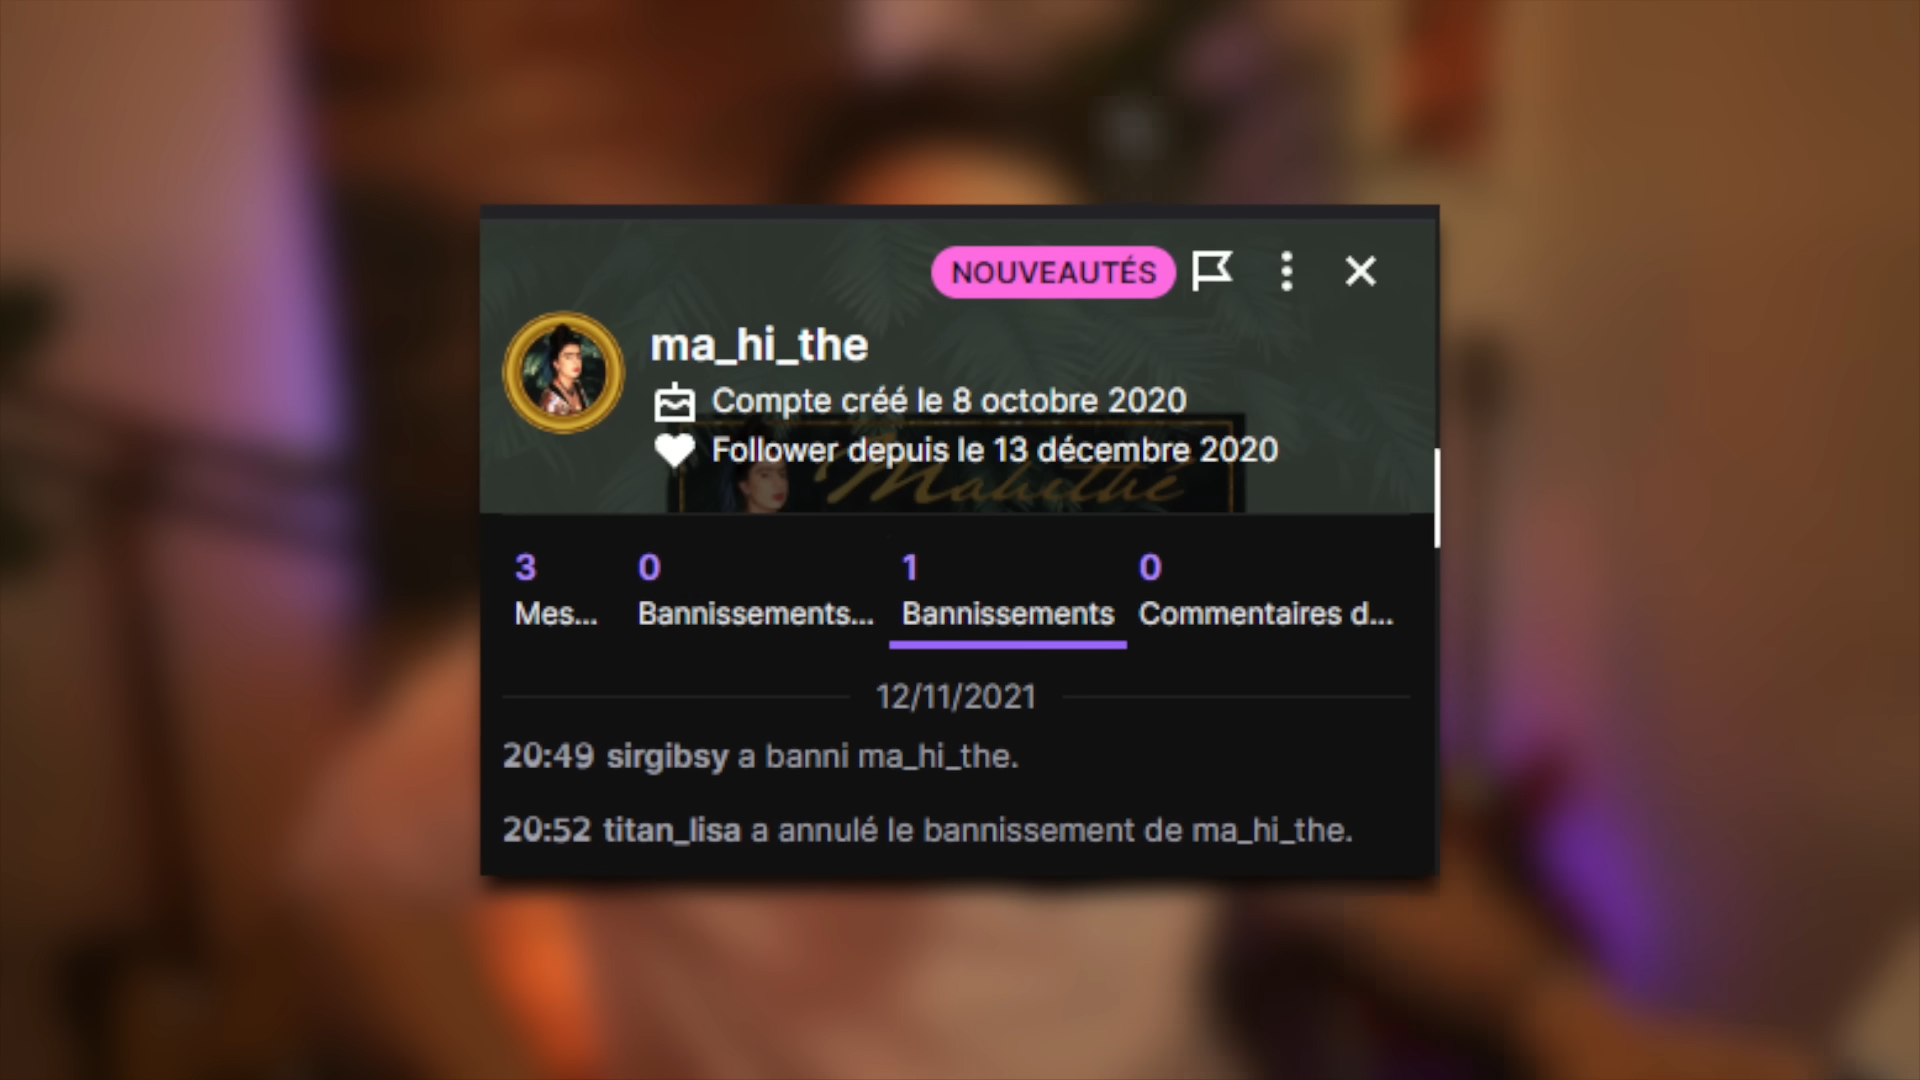 NOUVEAUTÉS
ma_hi_the
Compte créé le 8 octobre 2020
Follower depuis le 13 décembre 2020
Mahithé
3
Mes...
0
Bannissements...
1
Bannissements
0
Commentaires d...
12/11/2021
20:49 sirgibsy a banni ma_hi_the.
20:52 titan_lisa a annulé le bannissement de ma_hi_the.